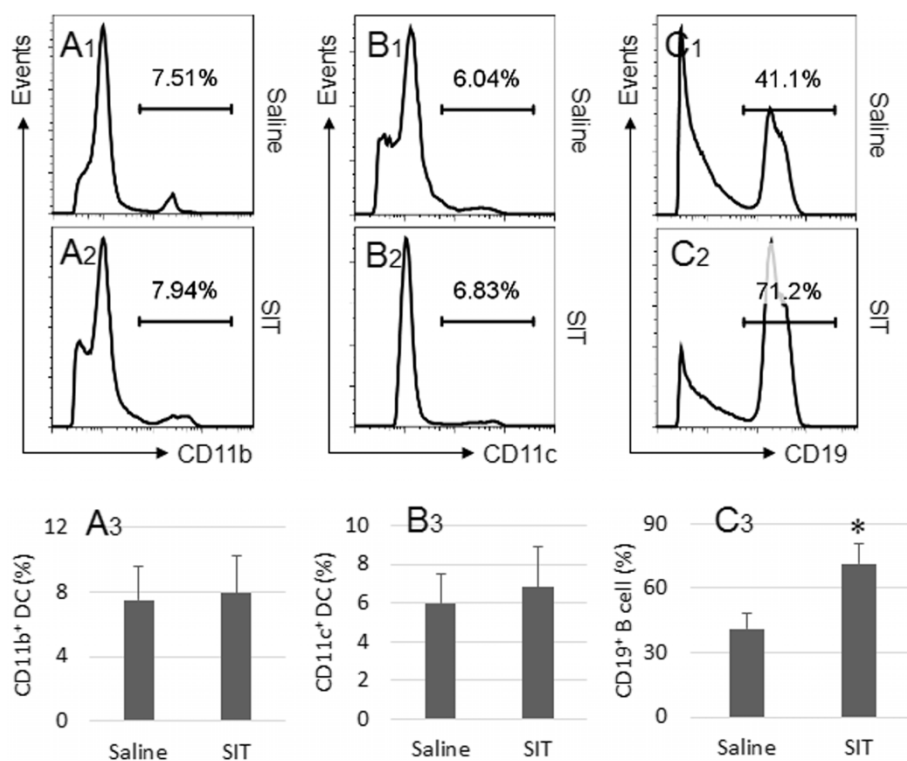 A1
7.51%
Events
Saline
B1
6.04%
Events
Saline
C1
41.1%
Events
Saline
A2
7.94%
SIT
CD11b
B2
6.83%
SIT
CD11c
C2
71.2%
SIT
CD19
A3
CD11b+ DC (%)
12
8
4
0
Saline SIT
B3
CD11c+ DC (%)
10
8
6
4
2
0
Saline SIT
C3
CD19+ B cell (%)
90
60
30
0
*
Saline SIT